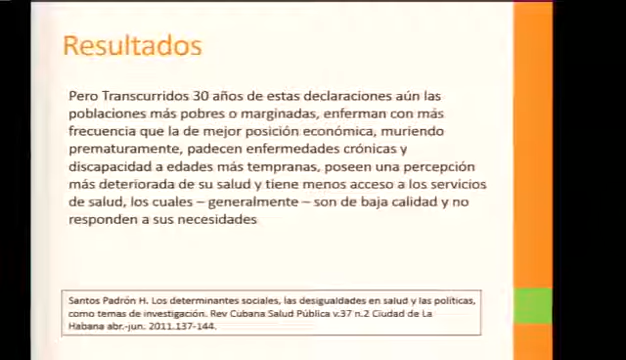 Resultados
Pero Transcurridos 30 años de estas declaraciones aún las
poblaciones más pobres o marginadas, enferman con más
frecuencia que la de mejor posición económica, muriendo
prematuramente, padecen enfermedades crónicas y
discapacidad a edades más tempranas, poseen una percepción
más deteriorada de su salud y tiene menos acceso a los servicios
de salud, los cuales – generalmente – son de baja calidad y no
responden a sus necesidades
Santos Padrón H. Los determinantes sociales, las desigualdades en salud y las políticas,
como temas de investigación. Rev Cubana Salud Pública v.37 n.2 Ciudad de La
Habana abr.-jun. 2011.137-144.